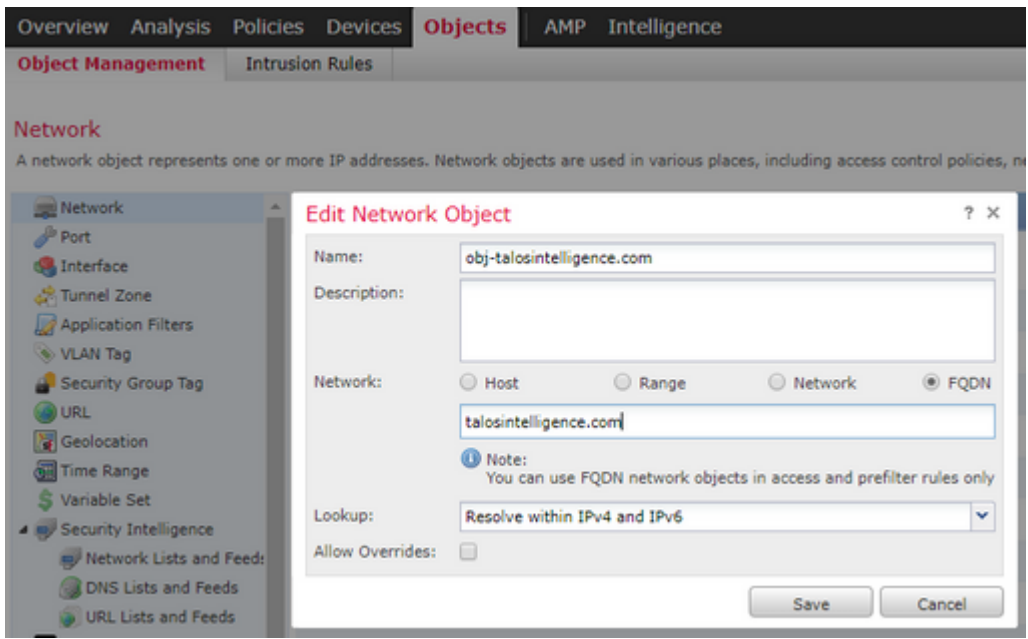 Overview Analysis Policies Devices Objects AMP Intelligence
Object Management Intrusion Rules
Network
A network object represents one or more IP addresses. Network objects are used in various places, including access control policies,
Network
Port
Interface
Tunnel Zone
Application Filters
VLAN Tag
Security Group Tag
URL
Geolocation
Time Range
Variable Set
Security Intelligence
Network Lists and Feeds
DNS Lists and Feeds
URL Lists and Feeds
Edit Network Object ? ×
Name: obj-talosintelligence.com
Description:
Network: Host Range Network FQDN
talosintelligence.com
Note:
You can use FQDN network objects in access and prefilter rules only
Lookup: Resolve within IPv4 and IPv6
Allow Overrides:
Save Cancel